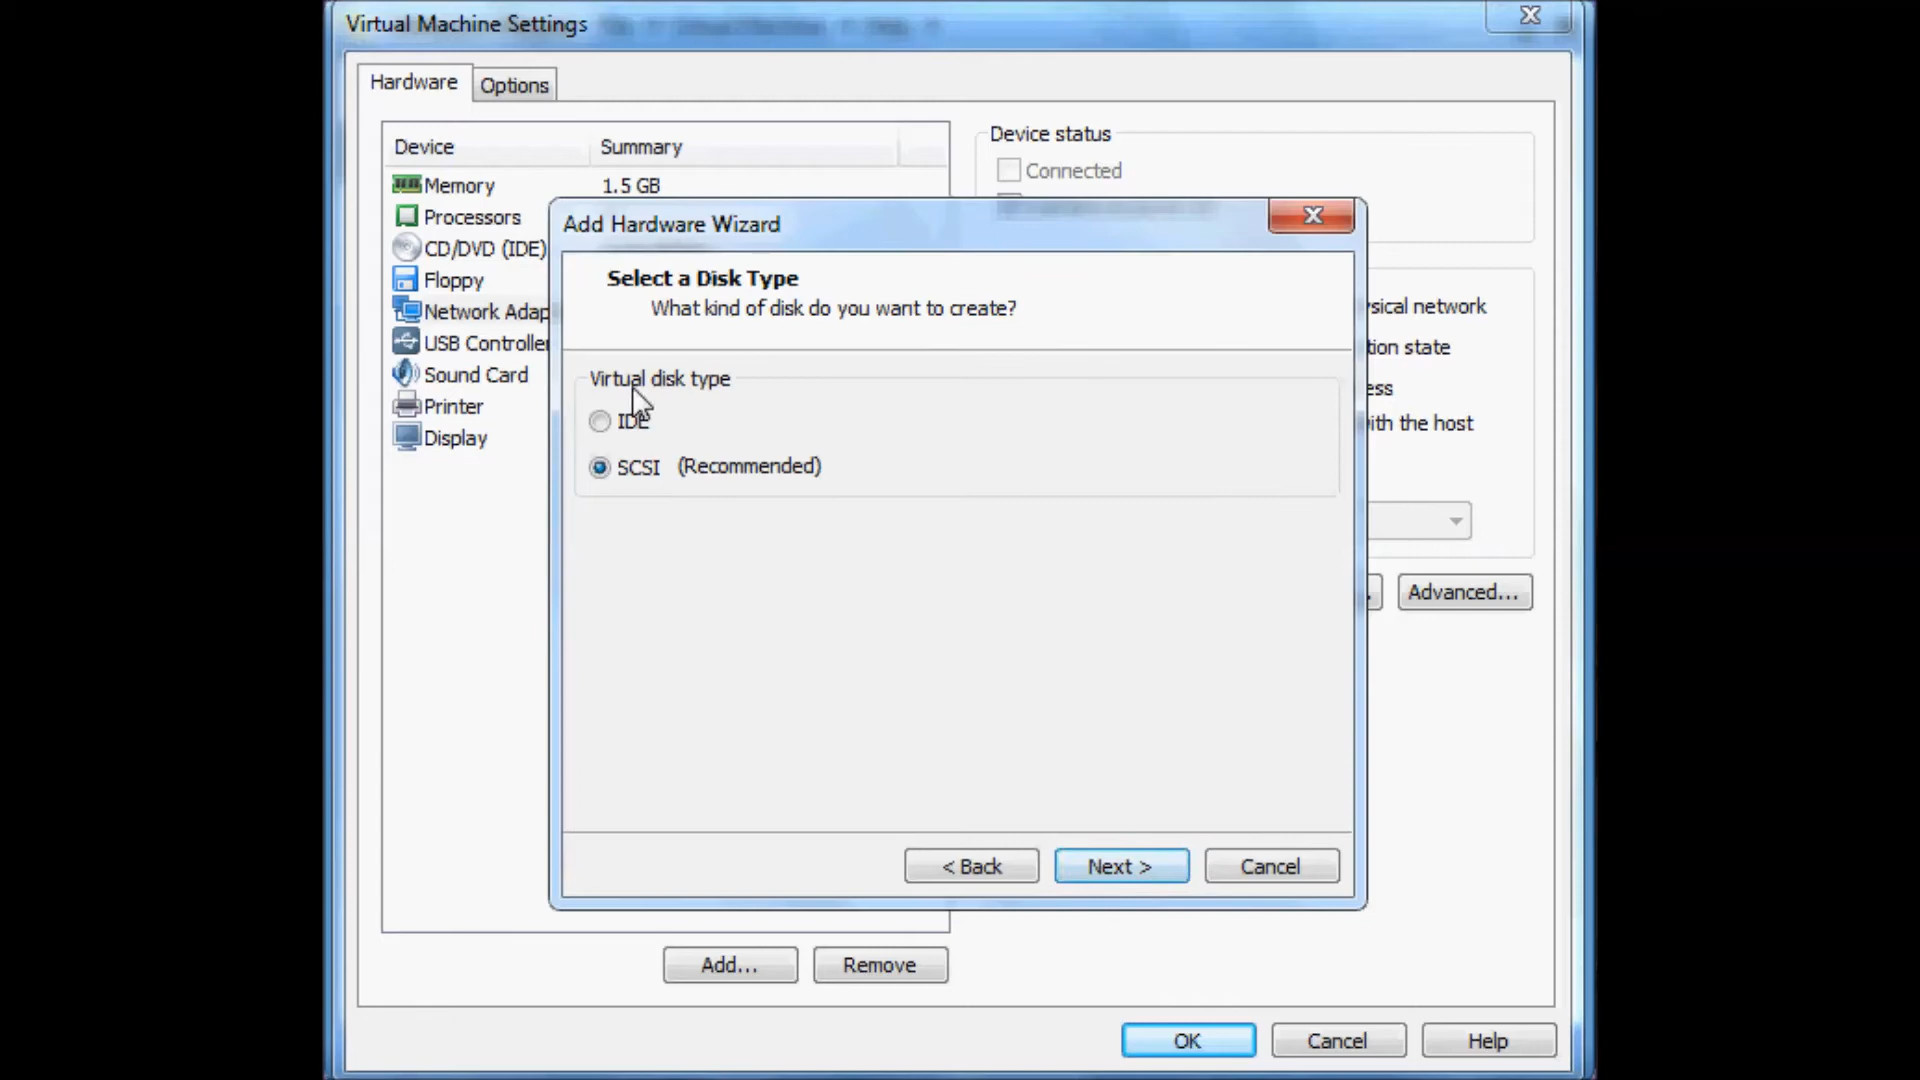 Virtual Machine Settings
Hardware
Options
Device Summary
Memory 1.5 GB
Processors
CD/DVD (IDE)
Floppy
Network Adap
USB Controller
Sound Card
Printer
Display
Device status
Connected
Add Hardware Wizard
Select a Disk Type
What kind of disk do you want to create?
Virtual disk type
IDE
SCSI (Recommended)
< Back
Next >
Cancel
sical network
tion state
ess
ith the host
Advanced...
Add...
Remove
OK
Cancel
Help